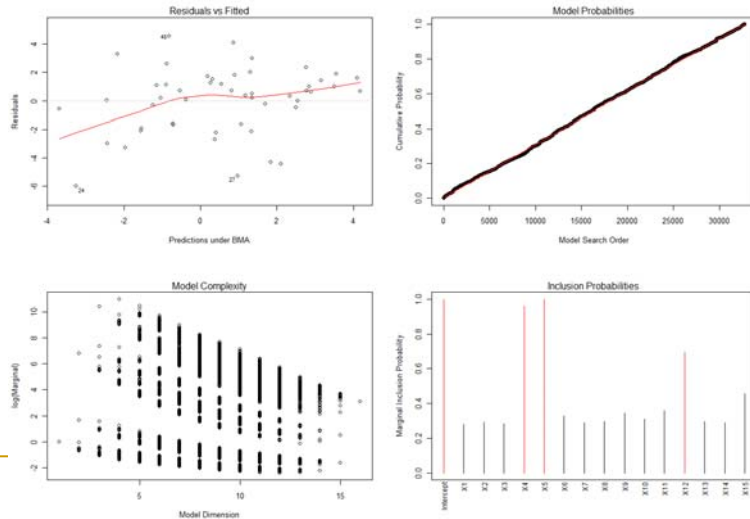 Residuals vs Fitted
Residuals
4
2
0
-2
-4
-6
46
27
24
-4
-2
0
2
4
Predictions under BMA
Model Probabilities
Cumulative Probability
1.0
0.8
0.6
0.4
0.2
0.0
0
5000
10000
15000
20000
25000
30000
Model Search Order
Model Complexity
log(Marginal)
10
8
6
4
2
0
-2
5
10
15
Model Dimension
Inclusion Probabilities
Marginal Inclusion Probability
1.0
0.8
0.6
0.4
0.2
0.0
Intercept
X1
X2
X3
X4
X5
X6
X7
X8
X9
X10
X11
X12
X13
X14
X15